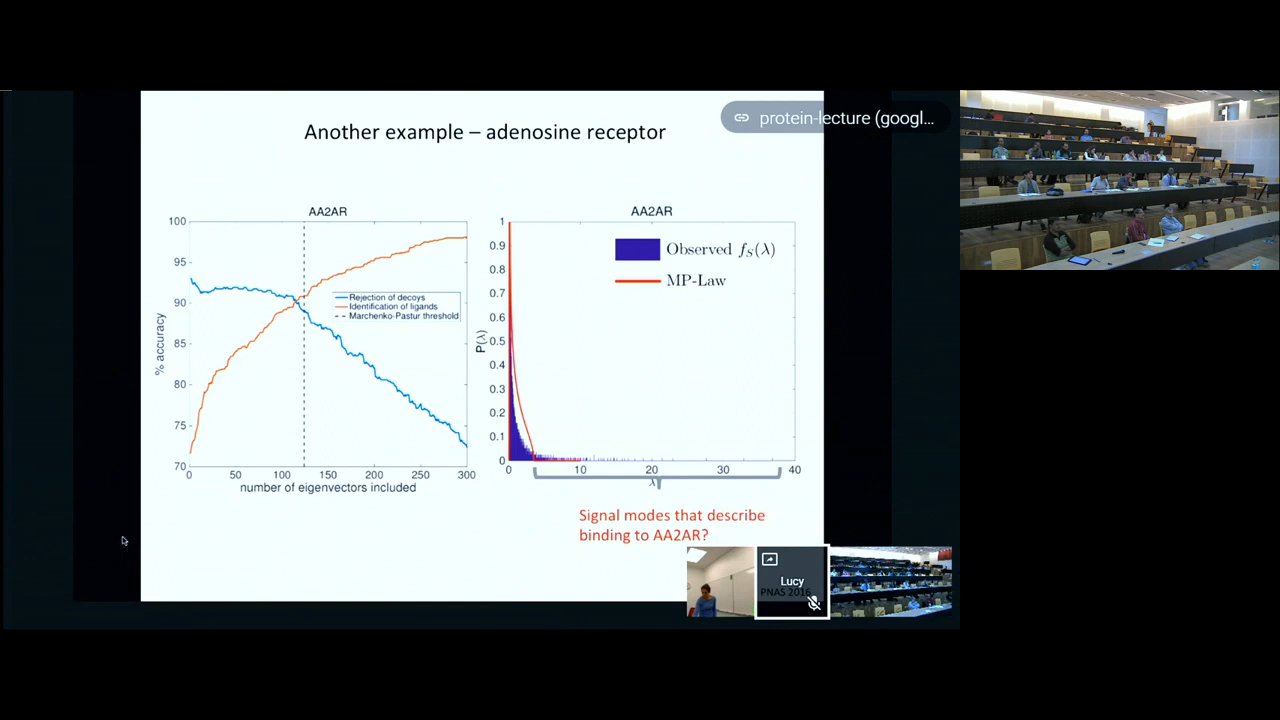 protein-lecture (googl...
Another example – adenosine receptor
AA2AR
100
95
90
85
80
75
70
% accuracy
0 50 100 150 200 250 300
number of eigenvectors included
Rejection of decoys
Identification of ligands
Marchenko-Pastur threshold
AA2AR
1
0.9
0.8
0.7
0.6
0.5
0.4
0.3
0.2
0.1
0
P(λ)
0 10 20 30 40
λ
Observed f_S(λ)
MP-Law
Signal modes that describe
binding to AA2AR?
Lucy
PNAS 2016